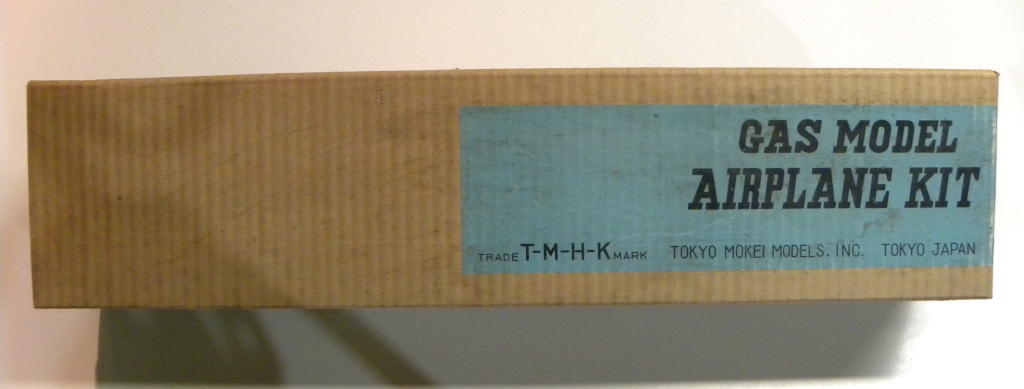 GAS MODEL
AIRPLANE KIT
TRADE T-M-H-K MARK TOKYO MOKEI MODELS. INC. TOKYO JAPAN